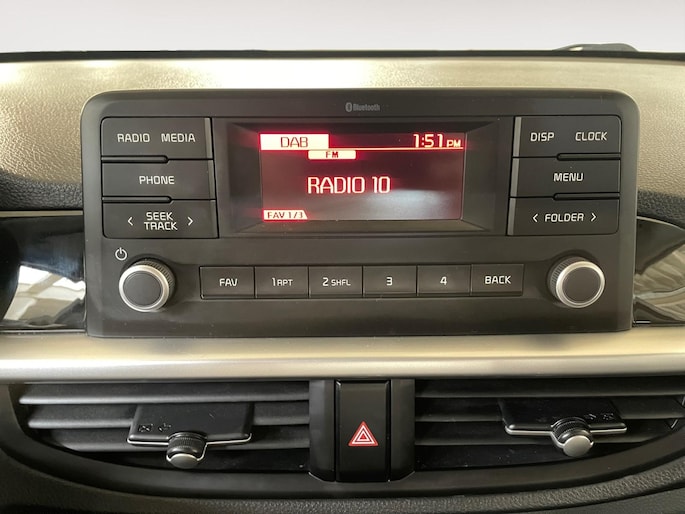 Bluetooth
RADIO MEDIA
PHONE
< SEEK >
TRACK
DAB 1:51 PM
FM
RADIO 10
FAV 1/1
DISP CLOCK
MENU
< FOLDER >
FAV 1 RPT 2 SHFL 3 4 BACK